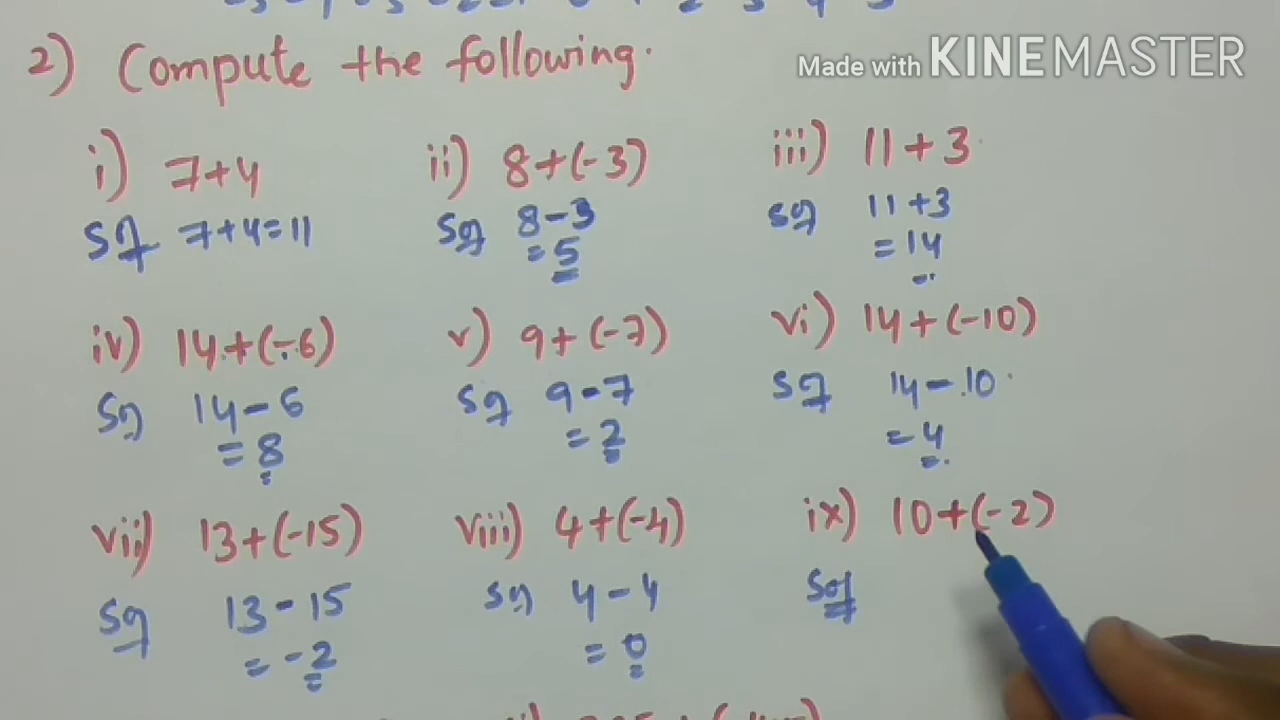 Made with KINEMASTER
2) Compute the following.
i) 7+4
Sol 7+4=11
ii) 8+(-3)
Sol 8-3
=5
iii) 11+3
Sol 11+3
=14
iv) 14+(-6)
Sol 14-6
=8
v) 9+(-7)
Sol 9-7
=2
vi) 14+(-10)
Sol 14-10
=4
vii) 13+(-15)
Sol 13-15
=-2
viii) 4+(-4)
Sol 4-4
=0
ix) 10+(-2)
Sol